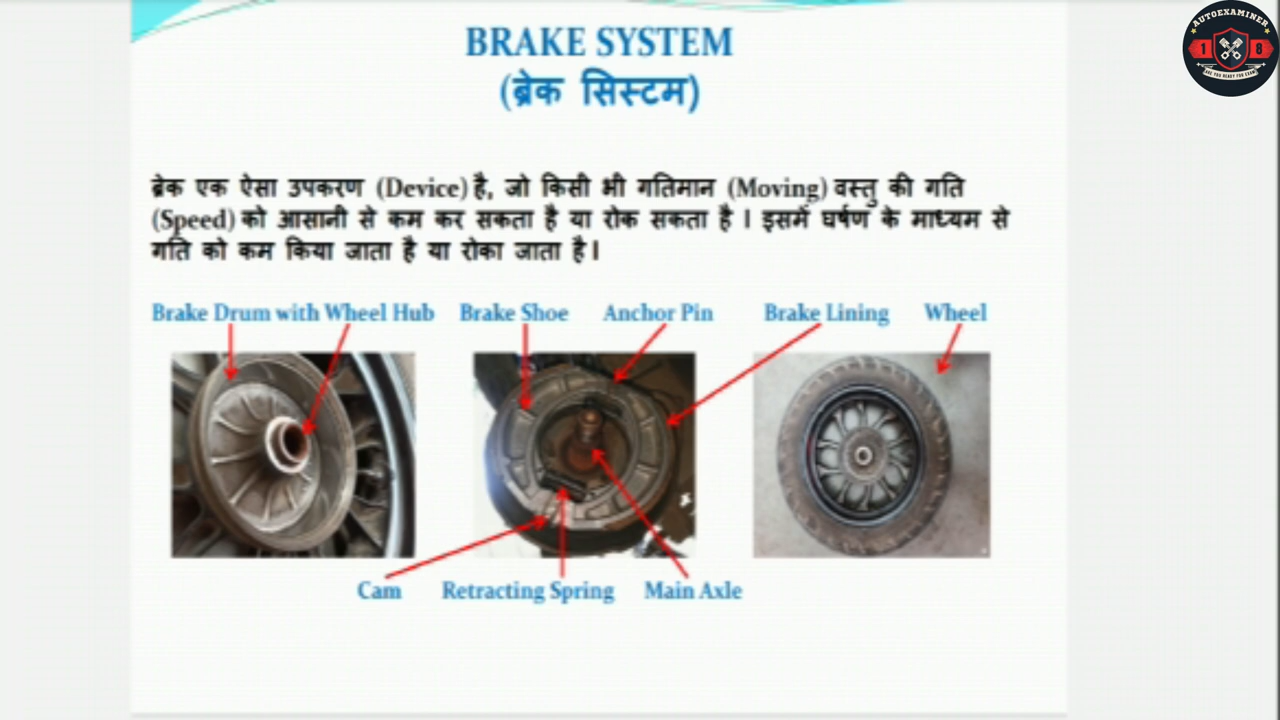 BRAKE SYSTEM
(ब्रेक सिस्टम)
ब्रेक एक ऐसा उपकरण (Device) है, जो किसी भी गतिमान (Moving) वस्तु की गति
(Speed) को आसानी से कम कर सकता है या रोक सकता है । इसमें घर्षण के माध्यम से
गति को कम किया जाता है या रोका जाता है ।
Brake Drum with Wheel Hub Brake Shoe Anchor Pin Brake Lining Wheel
Cam Retracting Spring Main Axle
AUTOEXAMINER
1 8